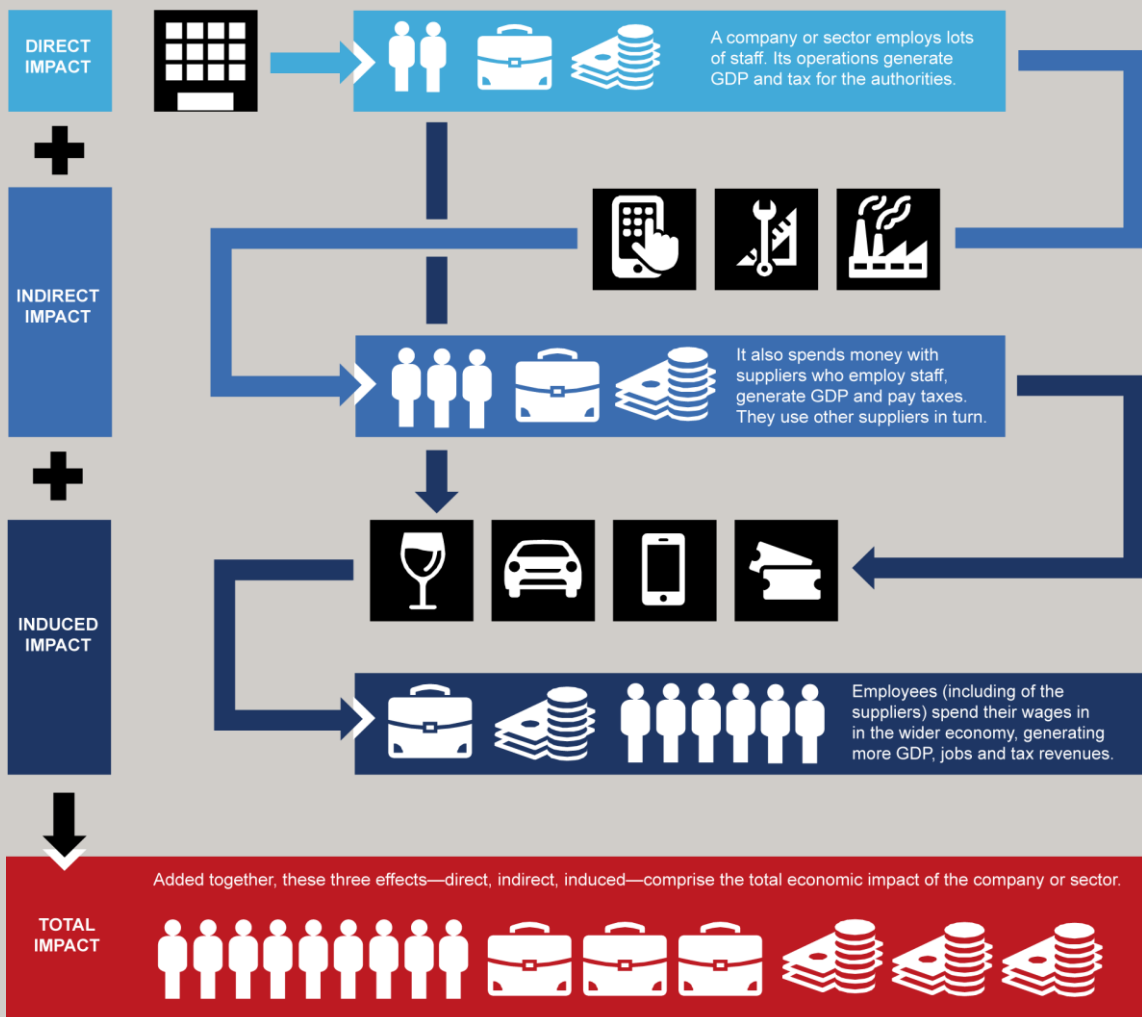 DIRECT
IMPACT
A company or sector employs lots
of staff. Its operations generate
GDP and tax for the authorities.
INDIRECT
IMPACT
It also spends money with
suppliers who employ staff,
generate GDP and pay taxes.
They use other suppliers in turn.
INDUCED
IMPACT
Employees (including of the
suppliers) spend their wages in
in the wider economy, generating
more GDP, jobs and tax revenues.
Added together, these three effects—direct, indirect, induced—comprise the total economic impact of the company or sector.
TOTAL
IMPACT